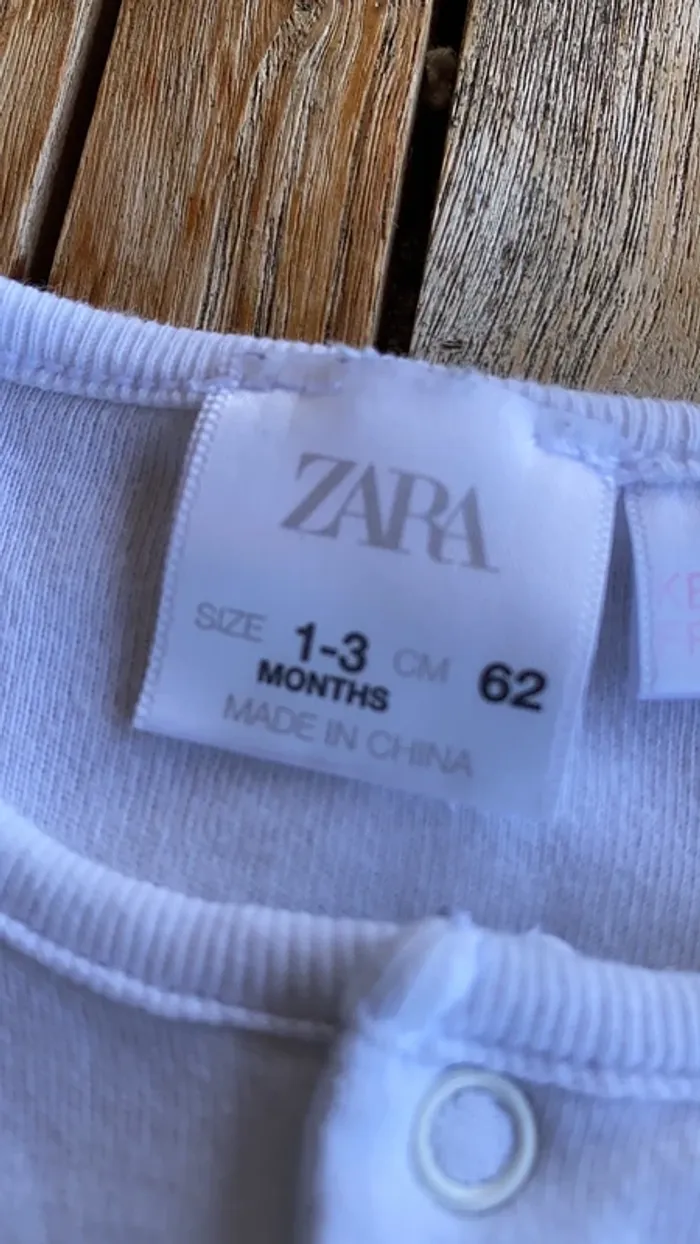 ZARA
SIZE 1-3 CM 62
MONTHS
MADE IN CHINA